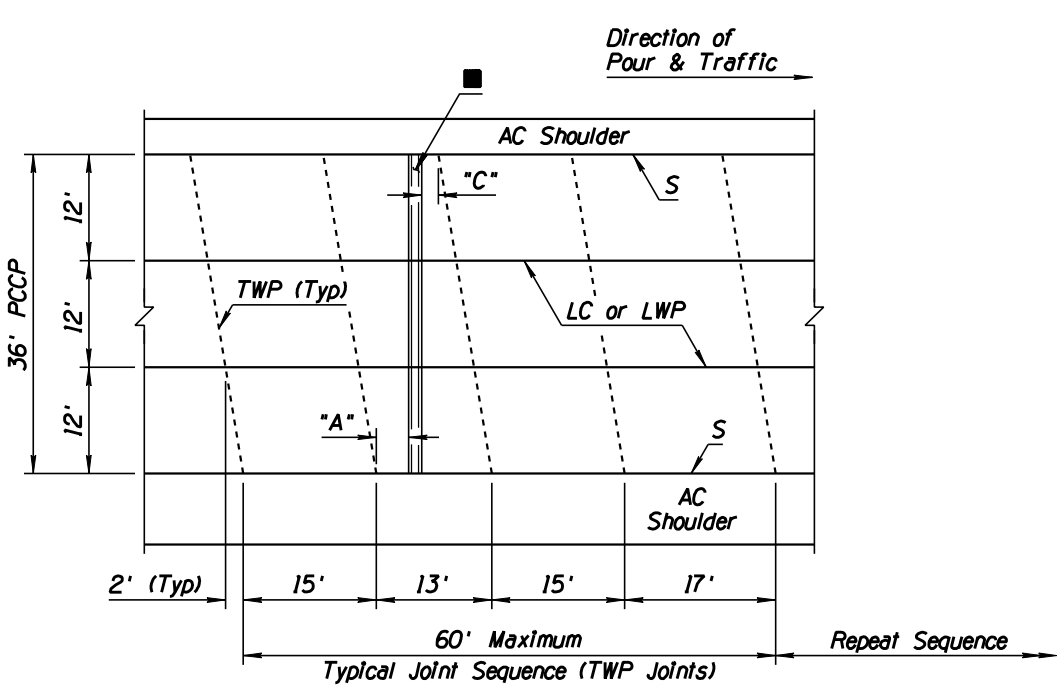 Direction of
Pour & Traffic
AC Shoulder
"C"
S
12'
36' PCCP
12'
12'
TWP (Typ)
LC or LWP
"A"
S
AC
Shoulder
2' (Typ)
15'
13'
15'
17'
60' Maximum
Repeat Sequence
Typical Joint Sequence (TWP Joints)